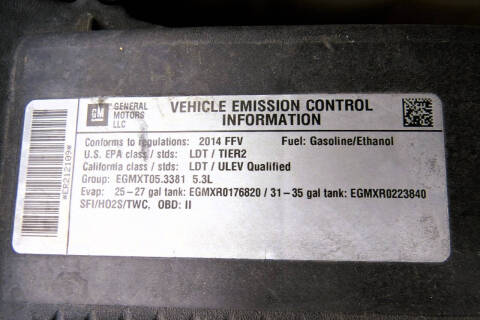 GM
GENERAL
MOTORS
LLC
VEHICLE EMISSION CONTROL
INFORMATION
Conforms to regulations: 2014 FFV Fuel: Gasoline/Ethanol
U.S. EPA class / stds: LDT / TIER2
California class / stds: LDT / ULEV Qualified
Group: EGMXT05.3381 5.3L
Evap: 25-27 gal tank: EGMXR0176820 / 31-35 gal tank: EGMXR0223840
SFI/HO2S/TWC, OBD: II